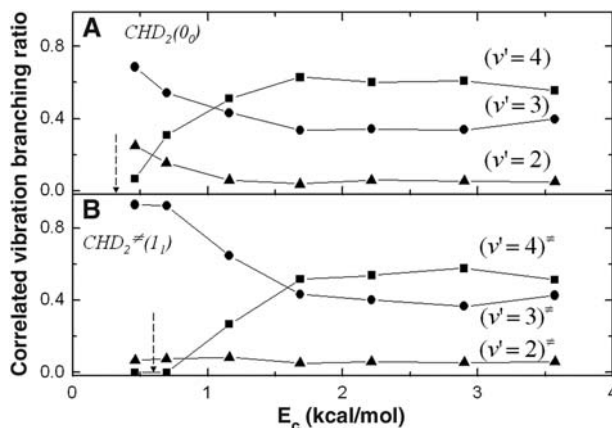 A
CHD₂(0₀)
(v'=4)
(v'=3)
(v'=2)
0.8
0.4
0.0
B
CHD₂≠(1₁)
(v'=4)≠
(v'=3)≠
(v'=2)≠
0.8
0.4
0.0
0 1 2 3 4
E_c (kcal/mol)
Correlated vibration branching ratio